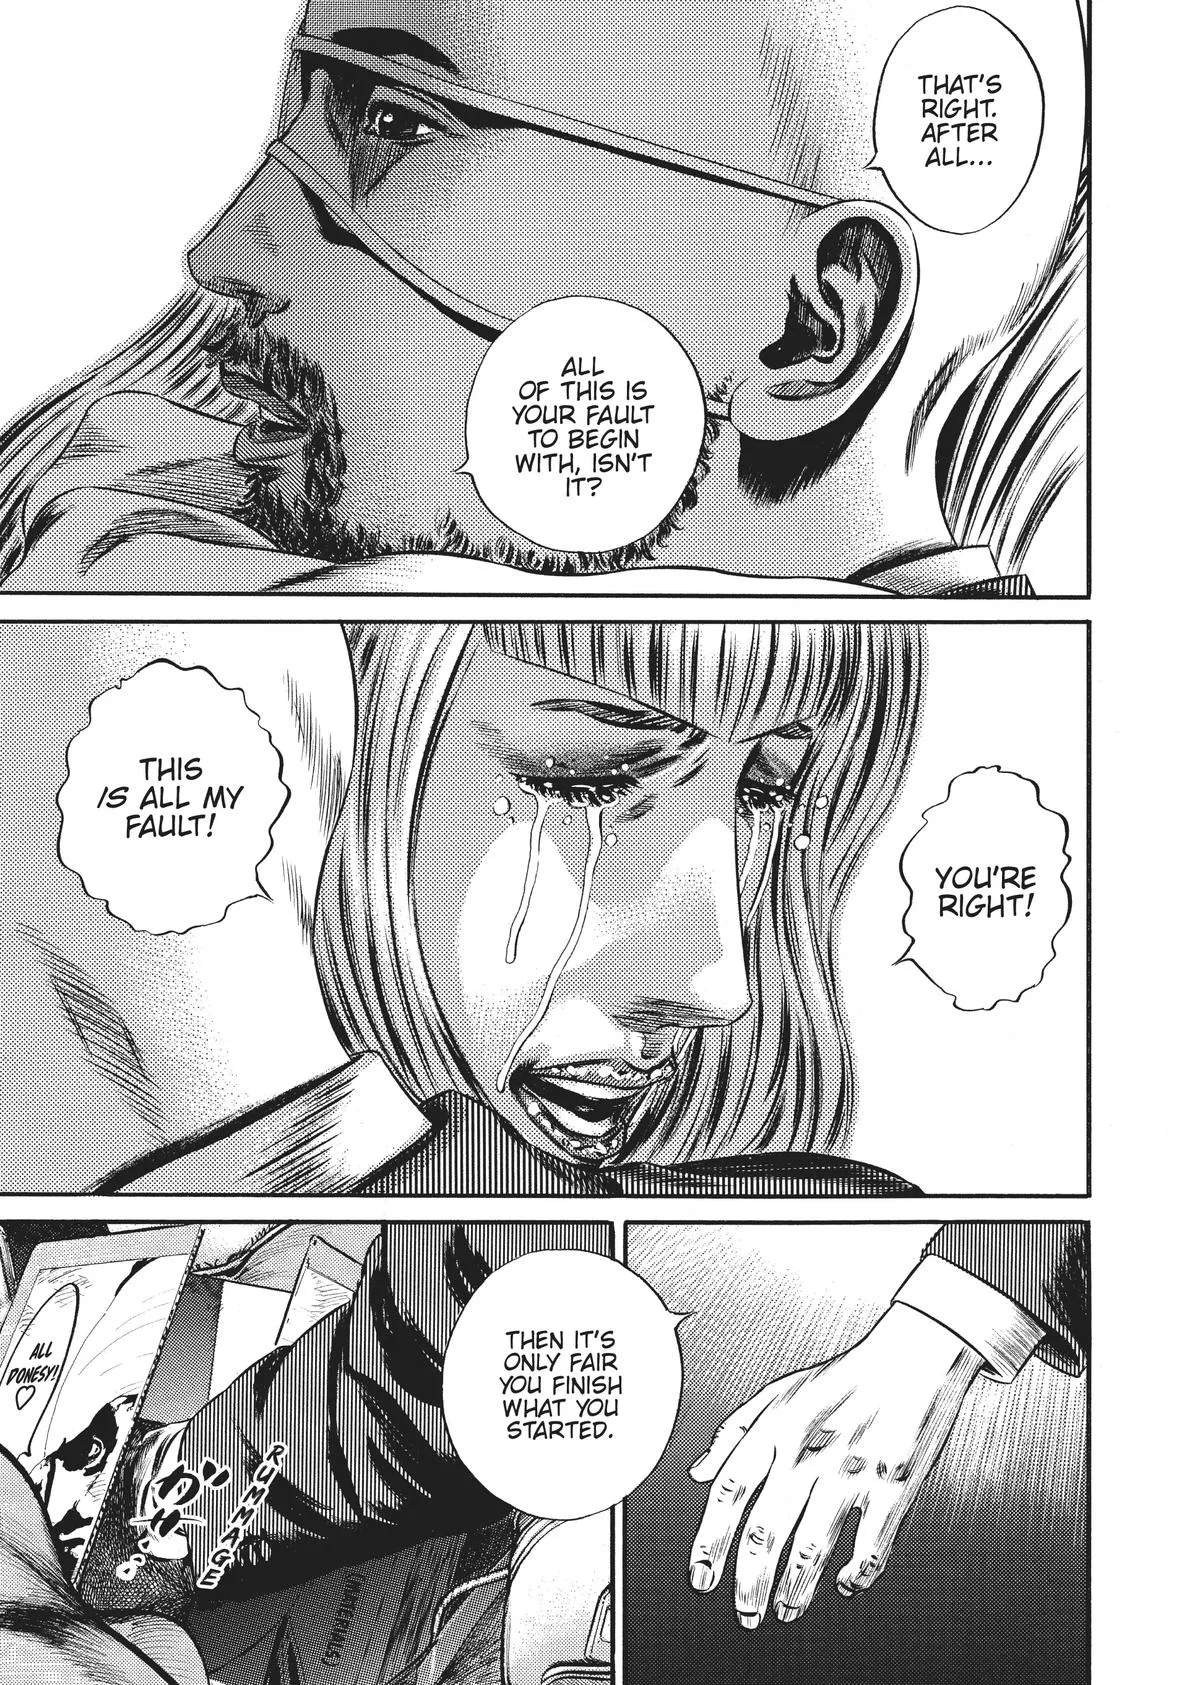 THAT'S
RIGHT.
AFTER
ALL...
ALL
OF THIS IS
YOUR FAULT
TO BEGIN
WITH, ISN'T
IT?
YOU'RE
RIGHT!
THIS
IS ALL MY
FAULT!
THEN IT'S
ONLY FAIR
YOU FINISH
WHAT YOU
STARTED.
ALL
DONESY!
♡
RUMMAGE